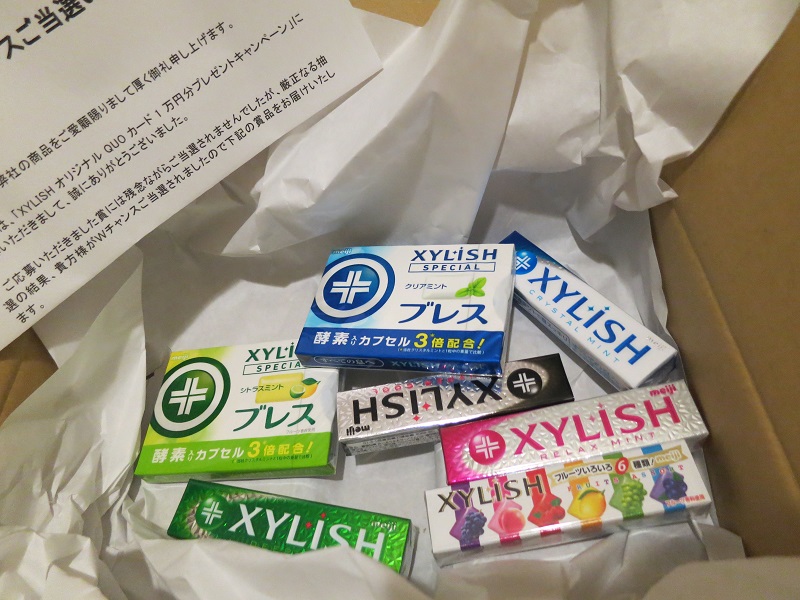 スご当選
弊社の商品をご愛顧賜りまして厚く御礼申し上げます。
は、「XYLISH オリジナル QUO カード 1 万円分プレゼントキャンペーン」に
いただきまして、誠にありがとうございました。
ご応募いただきました賞には残念ながらご当選されませんでしたが、厳正なる抽
選の結果、貴方様がWチャンスご当選されましたので下記の賞品をお届けいたし
ます。
meiji
XYLiSH
SPECIAL
クリアミント
ブレス
酵素入りカプセル3倍配合!
XYLiSH
CRYSTAL MINT
XYLiSH
SPECIAL
シトラスミント
ブレス
酵素入りカプセル3倍配合!
XYLiSH
meiji
meiji
XYLiSH
RELAX MINT
XYLiSH
フルーツいろいろ6種類!
meiji
XYLiSH
meiji